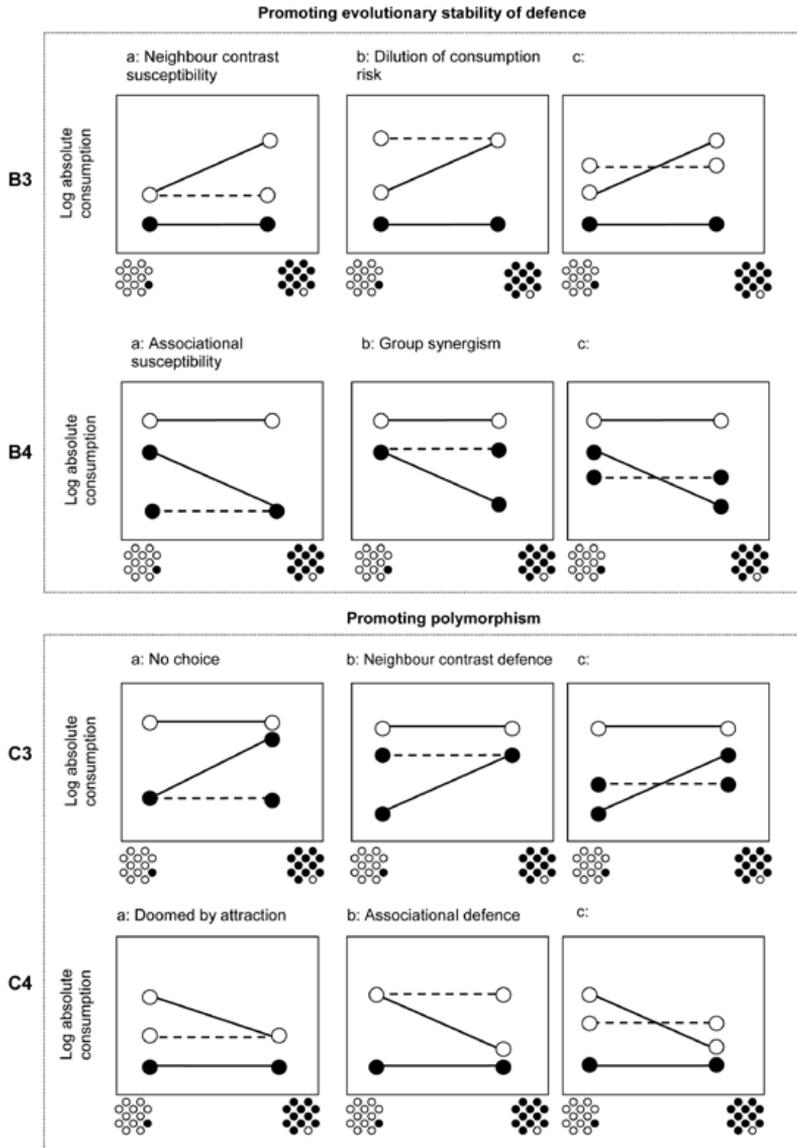 Promoting evolutionary stability of defence
a: Neighbour contrast
susceptibility
b: Dilution of consumption
risk
c:
B3
Log absolute
consumption
a: Associational
susceptibility
b: Group synergism
c:
B4
Log absolute
consumption
Promoting polymorphism
a: No choice
b: Neighbour contrast defence
c:
C3
Log absolute
consumption
a: Doomed by attraction
b: Associational defence
c:
C4
Log absolute
consumption